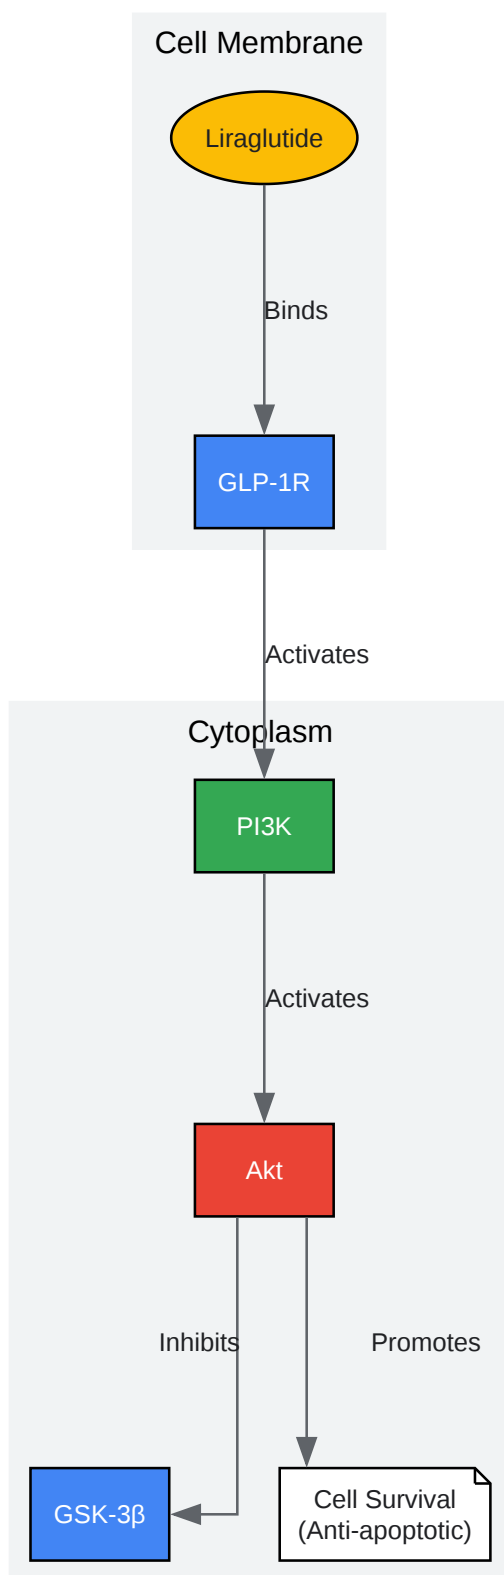 Cell Membrane
Liraglutide
Binds
GLP-1R
Activates
Cytoplasm
PI3K
Activates
Akt
Inhibits
Promotes
GSK-3β
Cell Survival
(Anti-apoptotic)